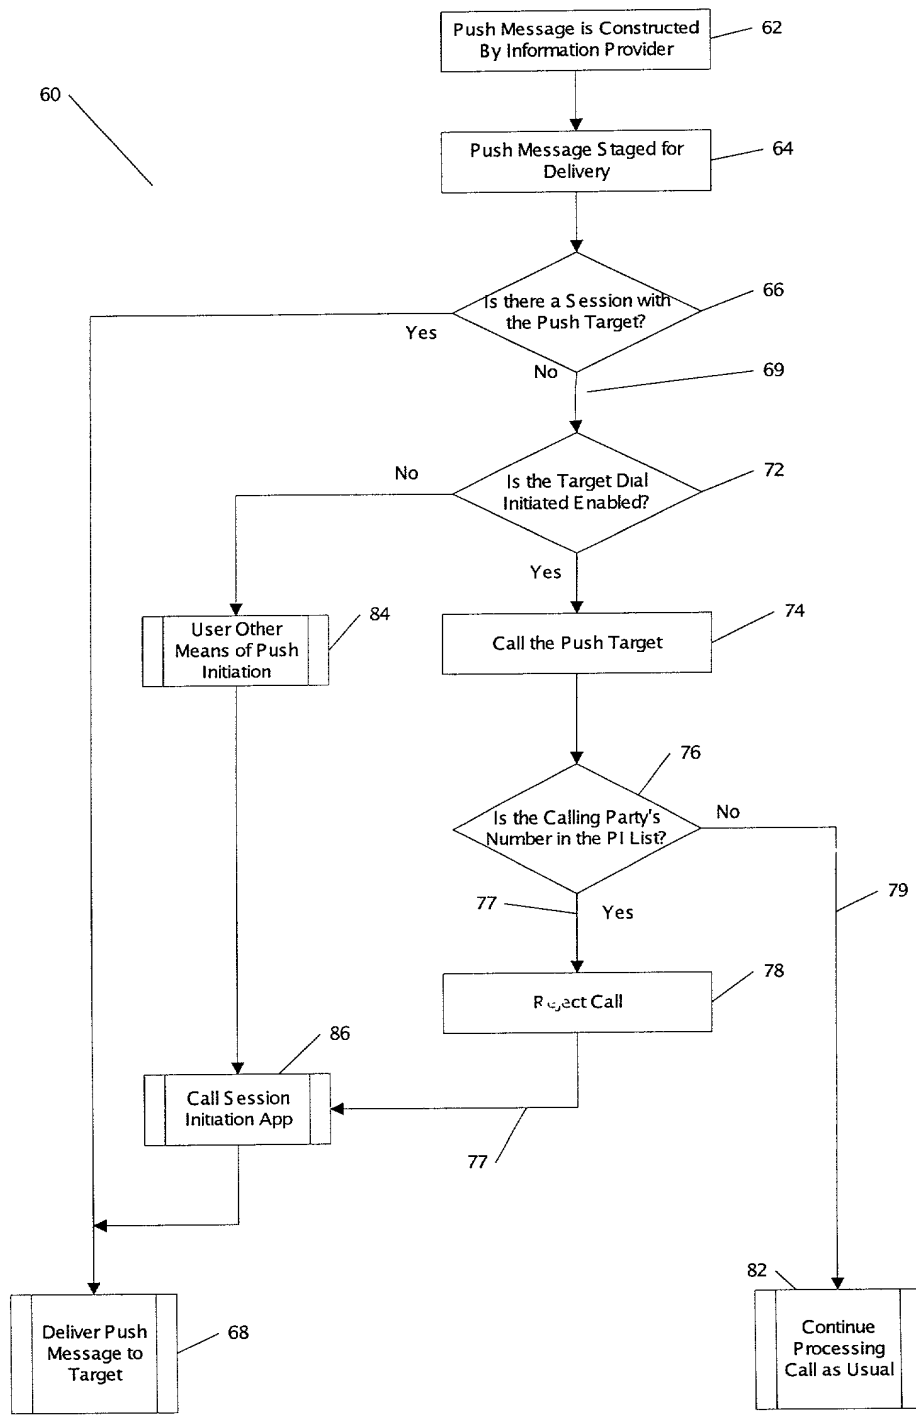 Push Message is Constructed
By Information Provider
62
60
Push Message Staged for
Delivery
64
Is there a Session with
the Push Target?
66
Yes
No
69
No
Is the Target Dial
Initiated Enabled?
72
Yes
User Other
Means of Push
Initiation
84
Call the Push Target
74
76
Is the Calling Party's
Number in the PI List?
No
77
Yes
79
Reject Call
78
86
Call Session
Initiation App
77
82
Deliver Push
Message to
Target
68
Continue
Processing
Call as Usual